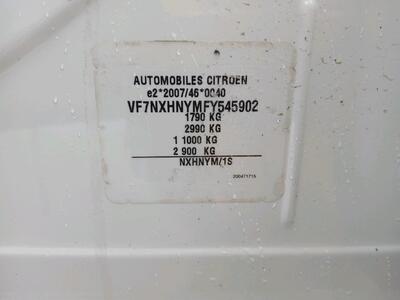 AUTOMOBILES CITROEN
e2*2007/46*0040
VF7NXHNYMFY545902
1790 KG
2990 KG
1 1000 KG
2 900 KG
NXHNYM/1S
200471715